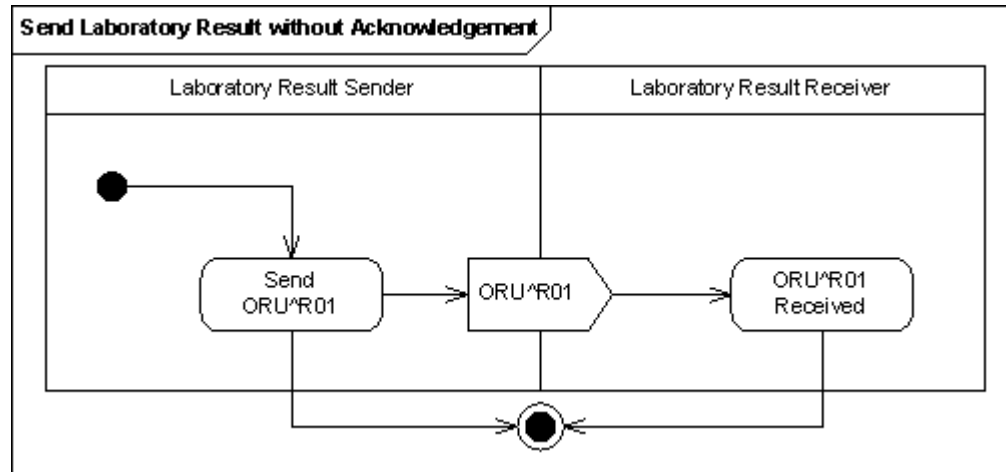 Send Laboratory Result without Acknowledgement
Laboratory Result Sender
Laboratory Result Receiver
Send
ORU^R01
ORU^R01
ORU^R01
Received